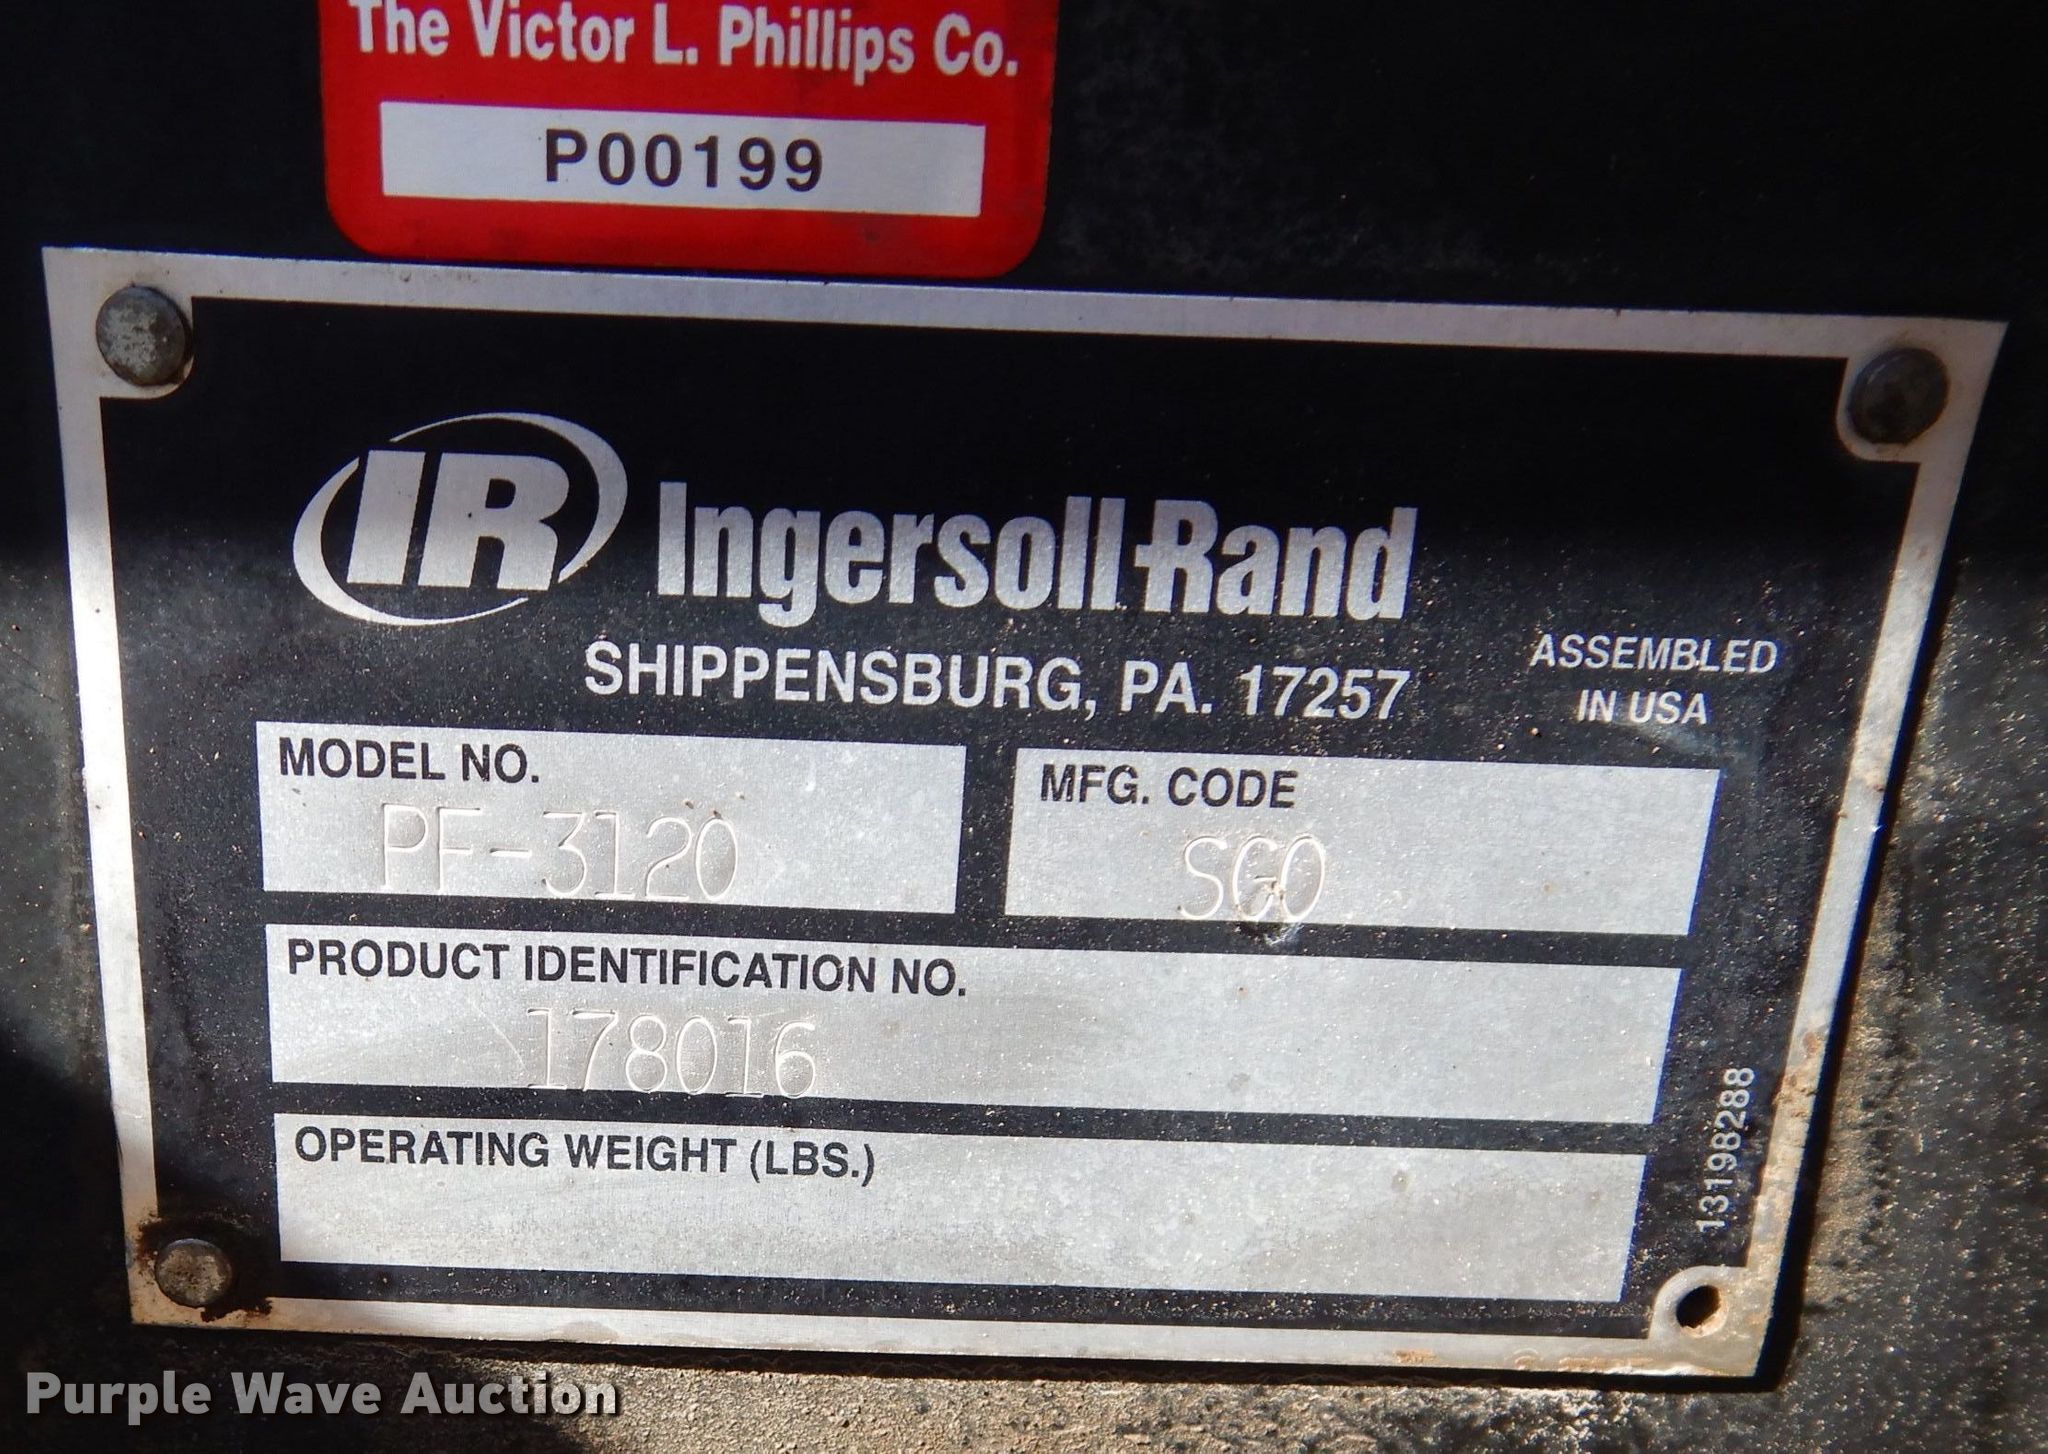 The Victor L. Phillips Co.
P00199
IR Ingersoll-Rand
SHIPPENSBURG, PA. 17257
ASSEMBLED
IN USA
MODEL NO.
PF-3120
MFG. CODE
SGO
PRODUCT IDENTIFICATION NO.
178016
OPERATING WEIGHT (LBS.)
13198288
Purple Wave Auction